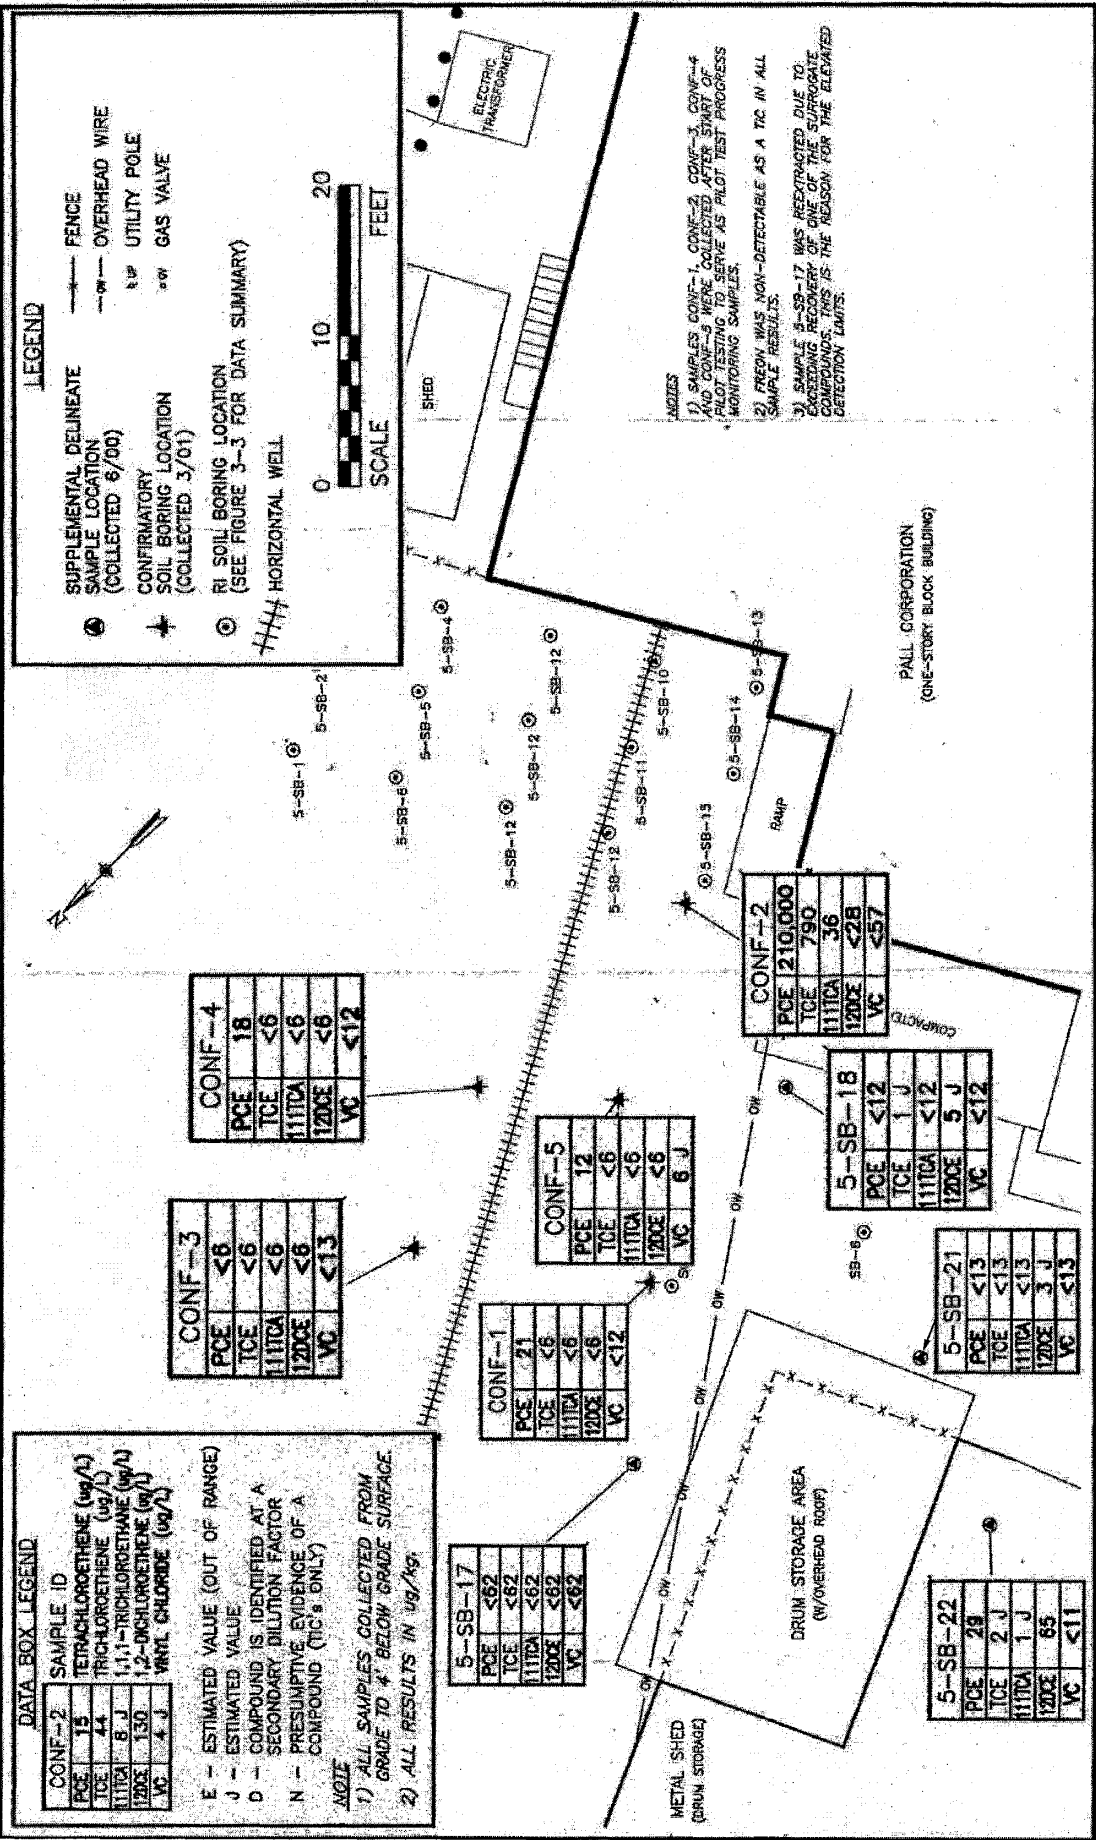 DATA BOX LEGEND
CONF-2 SAMPLE ID
PCE 15 TETRACHLOROETHENE (ug/L)
TCE 44 TRICHLOROETHENE (ug/L)
111TCA 8 J 1,1,1-TRICHLOROETHANE (ug/L)
12DCE 130 1,2-DICHLOROETHENE (ug/L)
VC 4 J VINYL CHLORIDE (ug/L)
E - ESTIMATED VALUE (OUT OF RANGE)
J - ESTIMATED VALUE
D - COMPOUND IS IDENTIFIED AT A
SECONDARY DILUTION FACTOR
N - PRESUMPTIVE EVIDENCE OF A
COMPOUND (TIC's ONLY)
NOTE
1) ALL SAMPLES COLLECTED FROM
GRADE TO 4' BELOW GRADE SURFACE.
2) ALL RESULTS IN ug/kg.
CONF-3
PCE <6
TCE <6
111TCA <6
12DCE <6
VC <13
CONF-4
PCE 18
TCE <6
111TCA <6
12DCE <6
VC <12
LEGEND
SUPPLEMENTAL DELINEATE
SAMPLE LOCATION
(COLLECTED 6/00)
CONFIRMATORY
SOIL BORING LOCATION
(COLLECTED 3/01)
RI SOIL BORING LOCATION
(SEE FIGURE 3-3 FOR DATA SUMMARY)
HORIZONTAL WELL
X FENCE
OW OVERHEAD WIRE
UP UTILITY POLE
GV GAS VALVE
0 10 20
SCALE FEET
N
5-SB-1
5-SB-2
5-SB-6
5-SB-5
5-SB-4
5-SB-12
5-SB-12
5-SB-12
5-SB-12
5-SB-11
5-SB-10
5-SB-15
5-SB-14
5-SB-13
SHED
ELECTRIC
TRANSFORMER
5-SB-17
PCE <62
TCE <62
111TCA <62
12DCE <62
VC <62
CONF-1
PCE 21
TCE <6
111TCA <6
12DCE <6
VC <12
CONF-5
PCE 12
TCE <6
111TCA <6
12DCE <6
VC 6 J
CONF-2
PCE 210,000
TCE 790
111TCA 36
12DCE <28
VC <57
RAMP
NOTES
1) SAMPLES CONF-1, CONF-2, CONF-3, CONF-4
AND CONF-5 WERE COLLECTED AFTER START OF
PILOT TESTING TO SERVE AS PILOT TEST PROGRESS
MONITORING SAMPLES.
2) FREON WAS NON-DETECTABLE AS A TIC IN ALL
SAMPLE RESULTS.
3) SAMPLE 5-SB-17 WAS REEXTRACTED DUE TO
EXCEEDING RECOVERY OF ONE OF THE SURROGATE
COMPOUNDS. THIS IS THE REASON FOR THE ELEVATED
DETECTION LIMITS.
METAL SHED
(DRUM STORAGE)
DRUM STORAGE AREA
(W/OVERHEAD ROOF)
SB-6
COMPACTE
PALL CORPORATION
(ONE-STORY BLOCK BUILDING)
5-SB-18
PCE <12
TCE 1 J
111TCA <12
12DCE 5 J
VC <12
5-SB-22
PCE 29
TCE 2 J
111TCA 1 J
12DCE 65
VC <11
5-SB-21
PCE <13
TCE <13
111TCA <13
12DCE 3 J
VC <13
OW OW OW OW OW OW